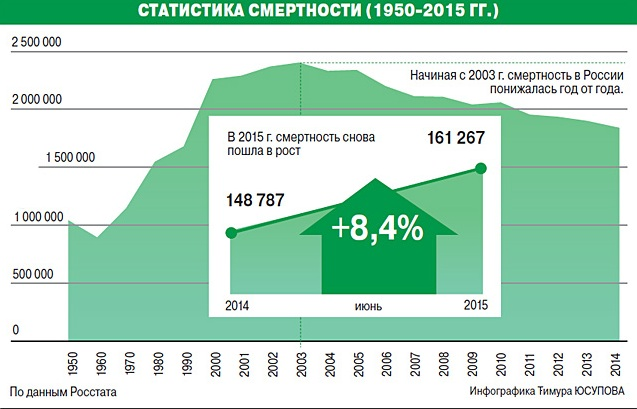 СТАТИСТИКА СМЕРТНОСТИ (1950-2015 ГГ.)
2 500 000
Начиная с 2003 г. смертность в России
понижалась год от года.
2 000 000
В 2015 г. смертность снова
пошла в рост
161 267
1 500 000
148 787
1 000 000
+8,4%
500 000
2014
июнь
2015
0
1950
1960
1970
1980
1990
2000
2001
2002
2003
2004
2005
2006
2007
2008
2009
2010
2011
2012
2013
2014
По данным Росстата
Инфографика Тимура ЮСУПОВА